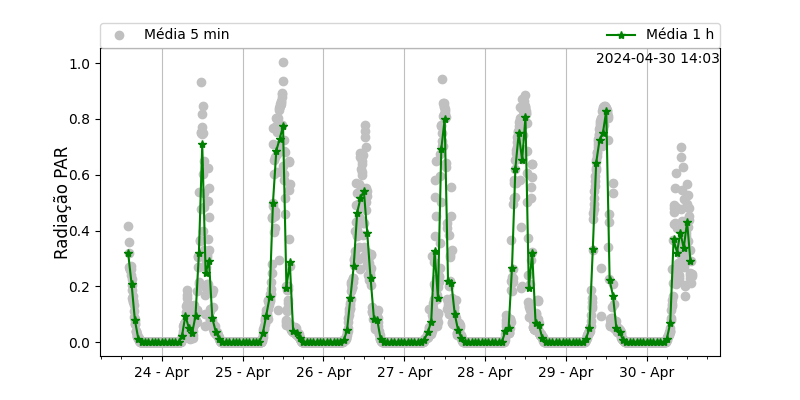 Média 5 min
Média 1 h
2024-04-30 14:03
Radiação PAR
1.0
0.8
0.6
0.4
0.2
0.0
24 - Apr
25 - Apr
26 - Apr
27 - Apr
28 - Apr
29 - Apr
30 - Apr